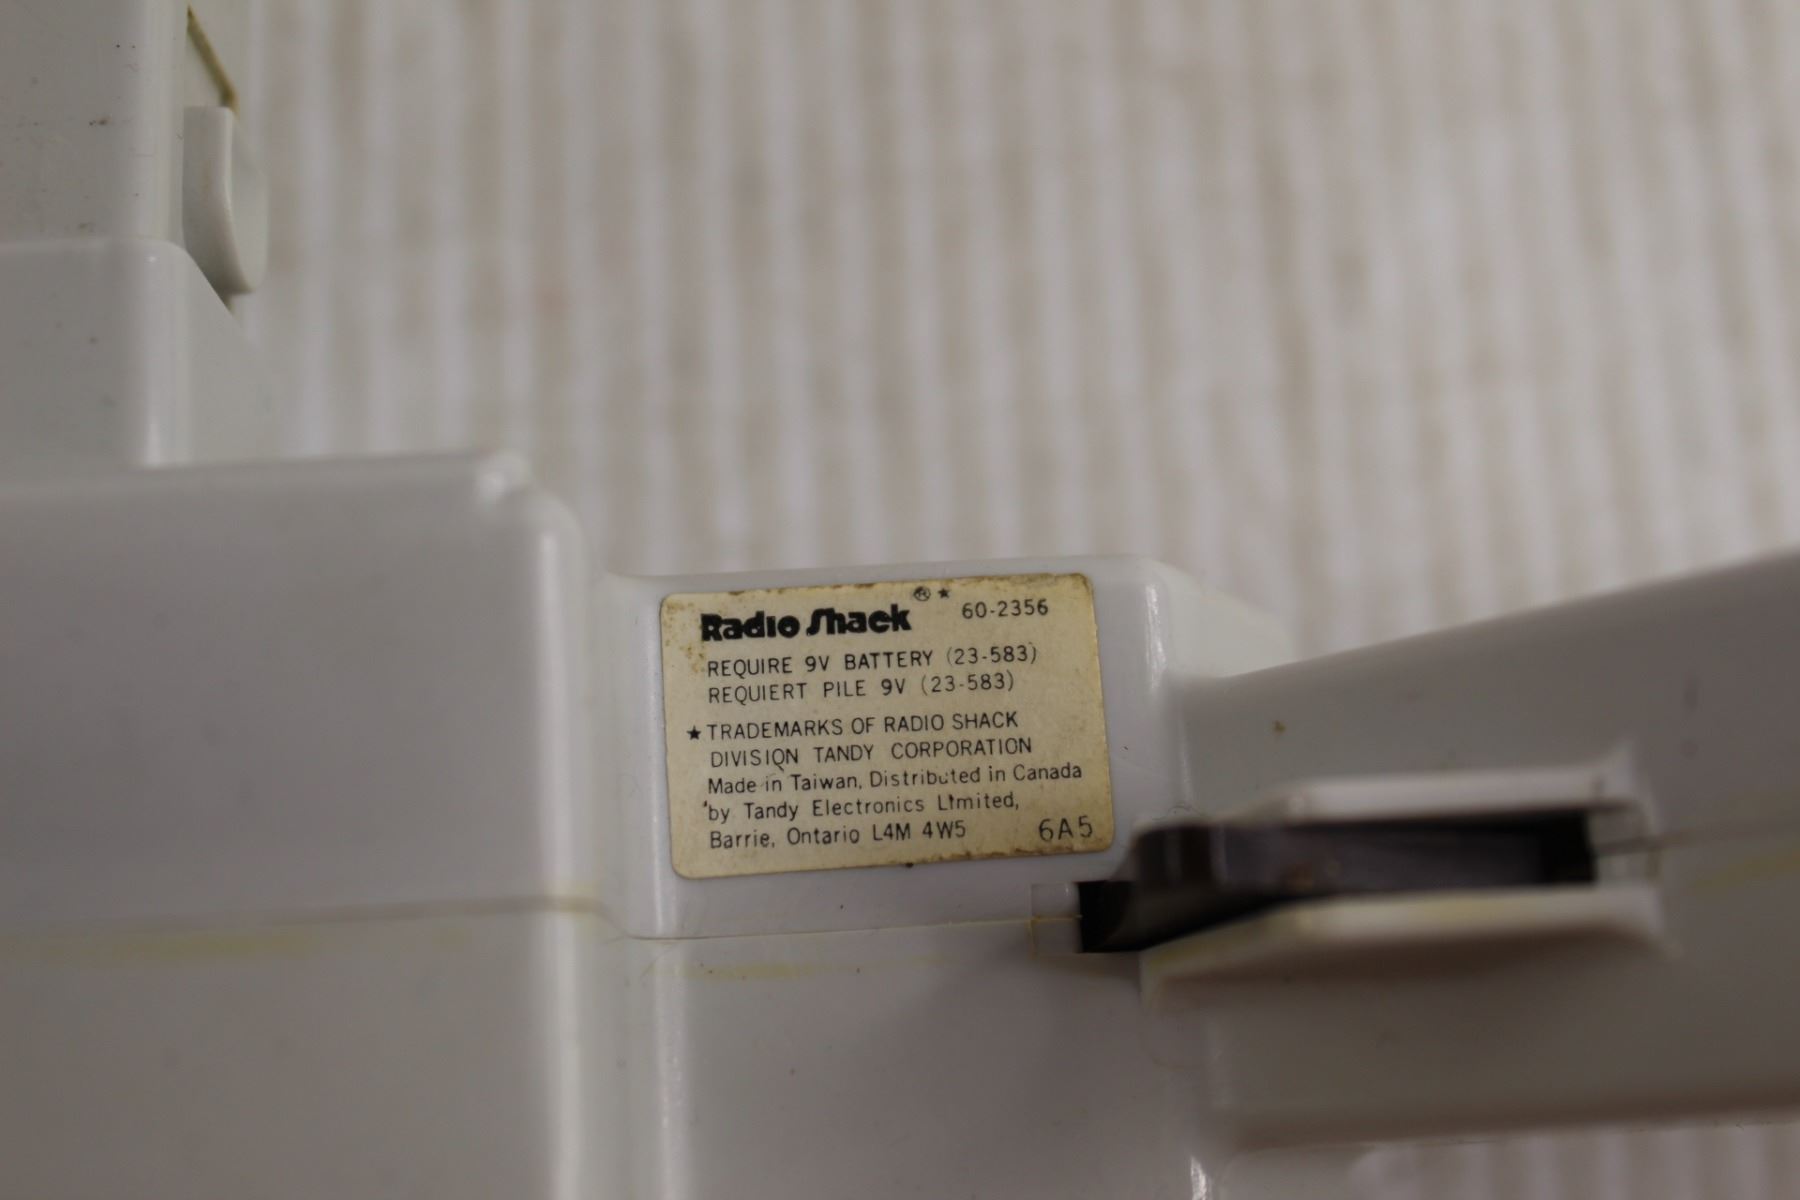 Radio Shack ®★ 60-2356
REQUIRE 9V BATTERY (23-583)
REQUIERT PILE 9V (23-583)
★ TRADEMARKS OF RADIO SHACK
DIVISION TANDY CORPORATION
Made in Taiwan, Distributed in Canada
by Tandy Electronics Limited,
Barrie, Ontario L4M 4W5 6A5